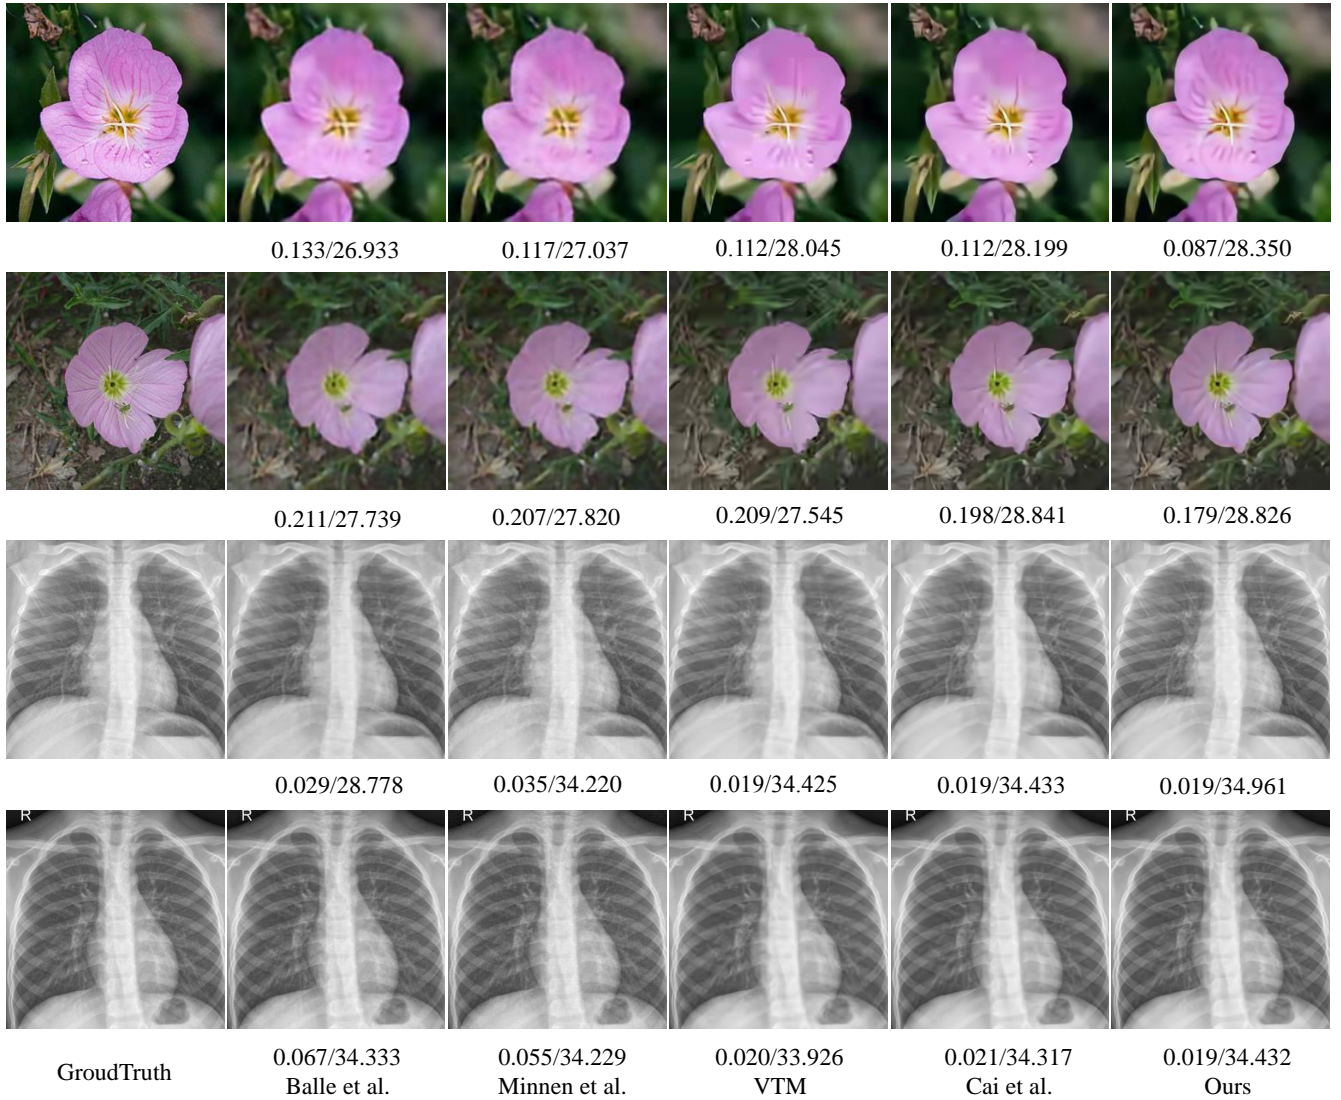 0.133/26.933 0.117/27.037 0.112/28.045 0.112/28.199 0.087/28.350
0.211/27.739 0.207/27.820 0.209/27.545 0.198/28.841 0.179/28.826
0.029/28.778 0.035/34.220 0.019/34.425 0.019/34.433 0.019/34.961
R R R R R R
0.067/34.333 0.055/34.229 0.020/33.926 0.021/34.317 0.019/34.432
GroudTruth Balle et al. Minnen et al. VTM Cai et al. Ours